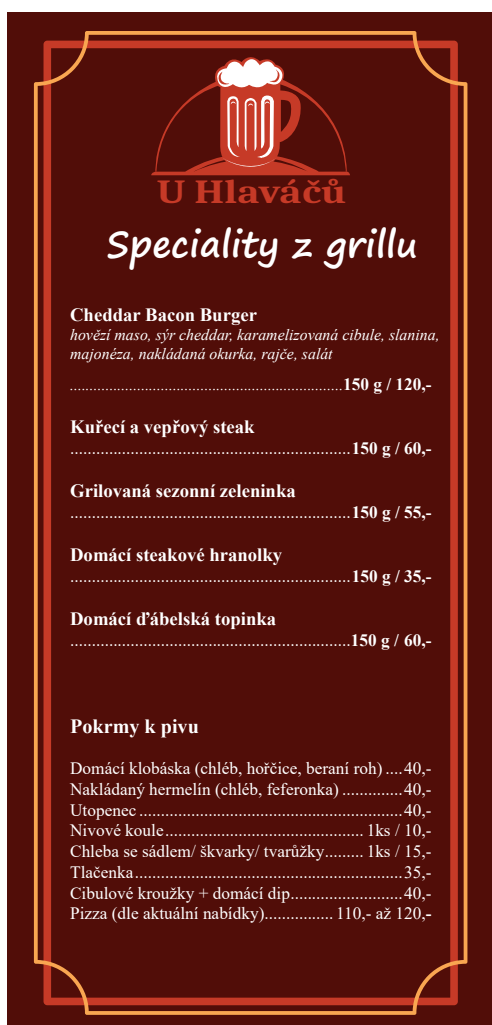 U Hlaváčů
Speciality z grillu
Cheddar Bacon Burger
hovězí maso, sýr cheddar, karamelizovaná cibule, slanina,
majonéza, nakládaná okurka, rajče, salát
................................................................150 g / 120,-
Kuřecí a vepřový steak
..................................................................150 g / 60,-
Grilovaná sezonní zeleninka
..................................................................150 g / 55,-
Domácí steakové hranolky
..................................................................150 g / 35,-
Domácí ďábelská topinka
..................................................................150 g / 60,-
Pokrmy k pivu
Domácí klobáska (chléb, hořčice, beraní roh) ....40,-
Nakládaný hermelín (chléb, feferonka) ..............40,-
Utopenec..............................................................40,-
Nivové koule............................................... 1ks / 10,-
Chleba se sádlem/ škvarky/ tvarůžky......... 1ks / 15,-
Tlačenka...............................................................35,-
Cibulové kroužky + domácí dip..........................40,-
Pizza (dle aktuální nabídky)................ 110,- až 120,-